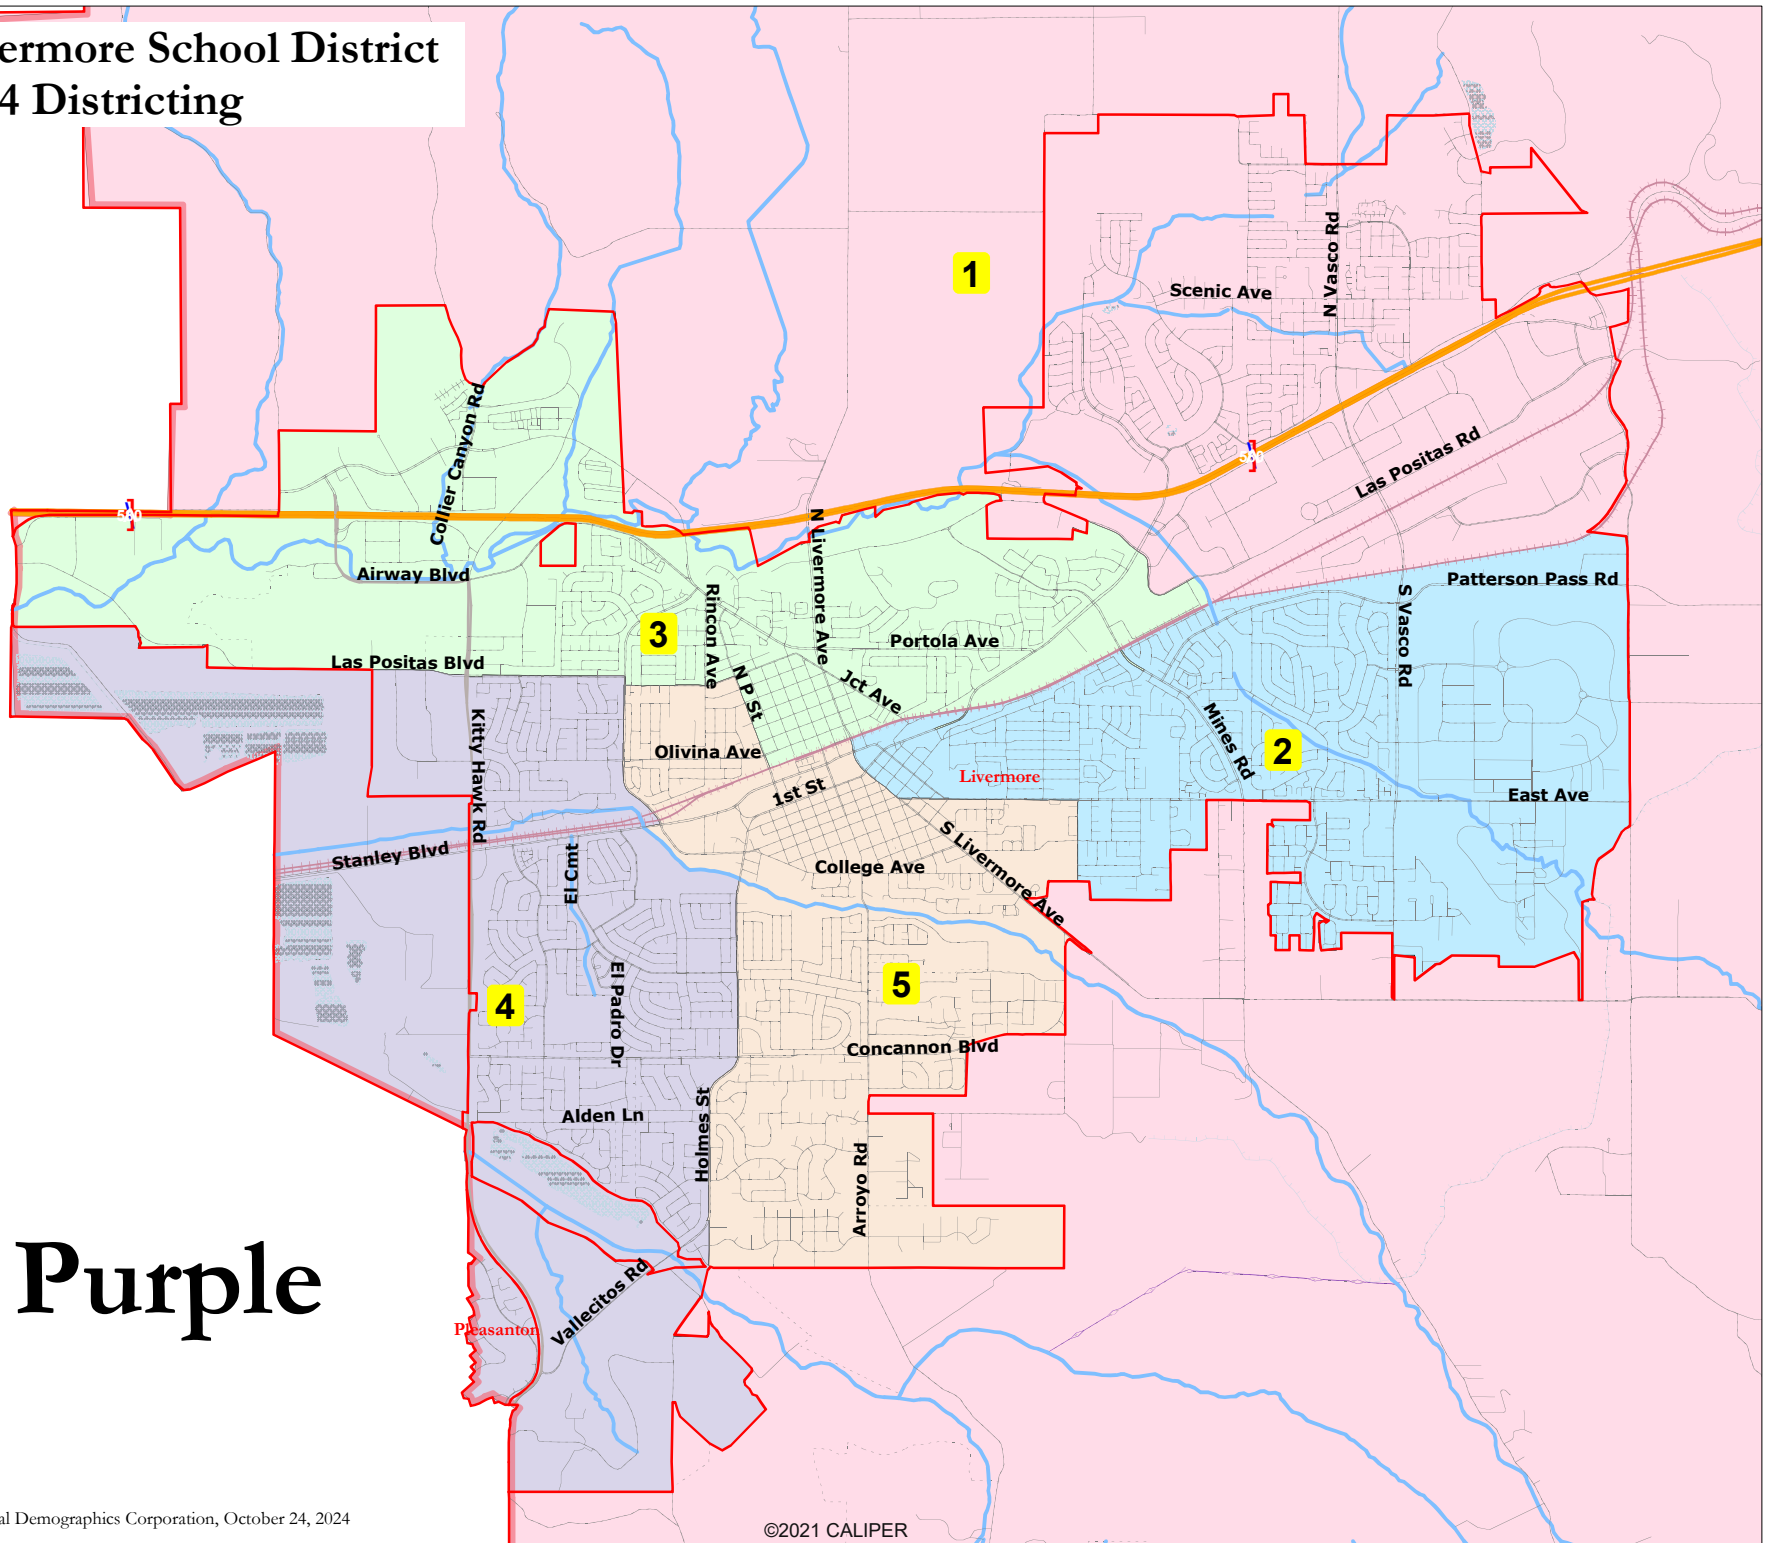 ermore School District
4 Districting
1
N Vasco Rd
Scenic Ave
Collier Canyon Rd
Las Positas Rd
580
580
N Livermore Ave
Airway Blvd
Patterson Pass Rd
Rincon Ave
S Vasco Rd
3
Portola Ave
Las Positas Blvd
N P St
Jct Ave
Kitty Hawk Rd
Olivina Ave
Mines Rd
2
Livermore
1st St
East Ave
Stanley Blvd
El Cmt
College Ave
S Livermore Ave
4
El Padro Dr
5
Concannon Blvd
Alden Ln
Holmes St
Arroyo Rd
Purple
Vallecitos Rd
Pleasanton
al Demographics Corporation, October 24, 2024
©2021 CALIPER